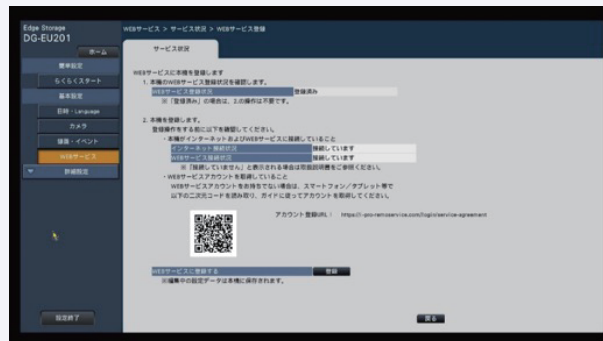 Edge Storage
DG-EU201
ホーム
簡単設定
らくらくスタート
基本設定
日時・Language
カメラ
録画・イベント
WEBサービス
詳細設定
設定終了
WEBサービス > サービス状況 > WEBサービス登録
サービス状況
WEBサービスに本機を登録します
1. 本機のWEBサービス登録状況を確認します。
WEBサービス登録状況 登録済み
※「登録済み」の場合は、2.の操作は不要です。
2. 本機を登録します。
登録操作をする前に以下を確認してください。
・本機がインターネットおよびWEBサービスに接続していること
インターネット接続状況 接続しています
WEBサービス接続状況 接続しています
※「接続していません」と表示される場合は取扱説明書をご参照ください。
・WEBサービスアカウントを取得していること
WEBサービスアカウントをお持ちでない場合は、スマートフォン/タブレット等で
以下の二次元コードを読み取り、ガイドに従ってアカウントを取得してください。
アカウント登録URL： https://i-pro-remoservice.com/login/service-agreement
WEBサービスに登録する 登録
※編集中の設定データは本機に保存されます。
戻る